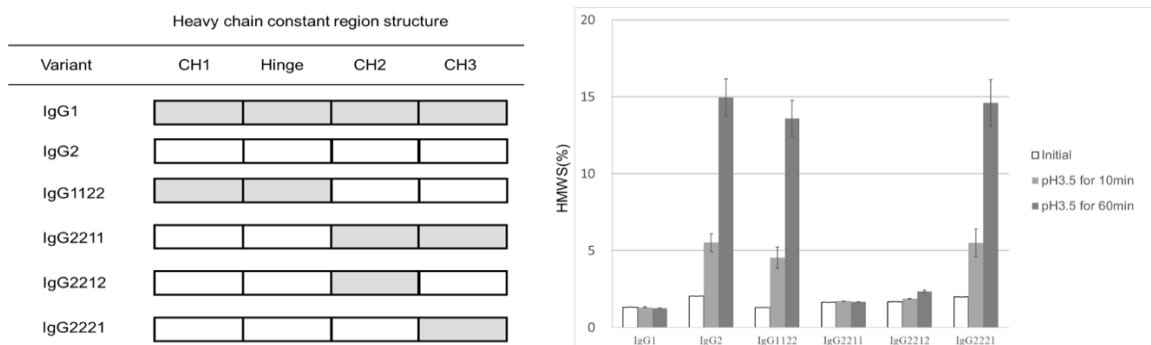 Heavy chain constant region structure
Variant CH1 Hinge CH2 CH3
IgG1
IgG2
IgG1122
IgG2211
IgG2212
IgG2221
20
15
10
5
0
HMWS(%)
IgG1 IgG2 IgG1122 IgG2211 IgG2212 IgG2221
Initial
pH3.5 for 10min
pH3.5 for 60min